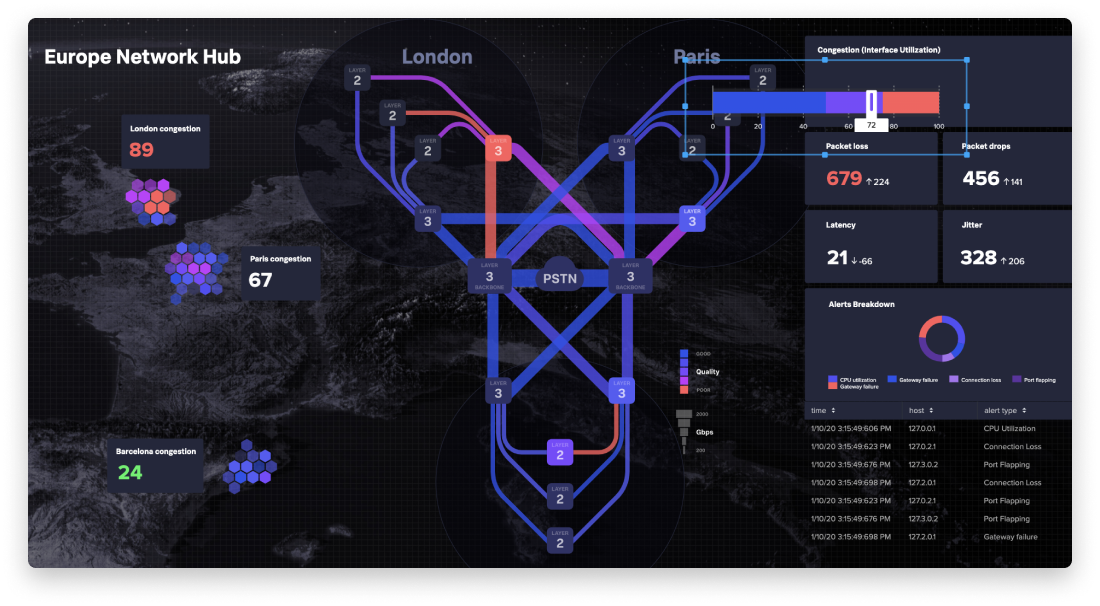 Europe Network Hub
London
Paris
Congestion (Interface Utilization)
0 20 40 60 80 100
72
London congestion
89
Paris congestion
67
Barcelona congestion
24
LAYER
2
LAYER
2
LAYER
2
LAYER
3
LAYER
3
LAYER
2
2
LAYER
2
LAYER
3
LAYER
3
LAYER
3
BACKBONE
PSTN
LAYER
3
BACKBONE
LAYER
3
LAYER
3
LAYER
2
LAYER
2
LAYER
2
GOOD
Quality
POOR
2000
Gbps
200
Packet loss
679 ↑ 224
Packet drops
456 ↑ 141
Latency
21 ↓ -66
Jitter
328 ↑ 206
Alerts Breakdown
CPU utilization Gateway failure Connection loss Port flapping
Gateway failure
time host alert type
1/10/20 3:15:49:606 PM 127.0.0.1 CPU Utilization
1/10/20 3:15:49:623 PM 127.0.2.1 Connection Loss
1/10/20 3:15:49:676 PM 127.3.0.2 Port Flapping
1/10/20 3:15:49:698 PM 127.2.0.1 Connection Loss
1/10/20 3:15:49:623 PM 127.0.2.1 Port Flapping
1/10/20 3:15:49:676 PM 127.3.0.2 Port Flapping
1/10/20 3:15:49:698 PM 127.2.0.1 Gateway failure